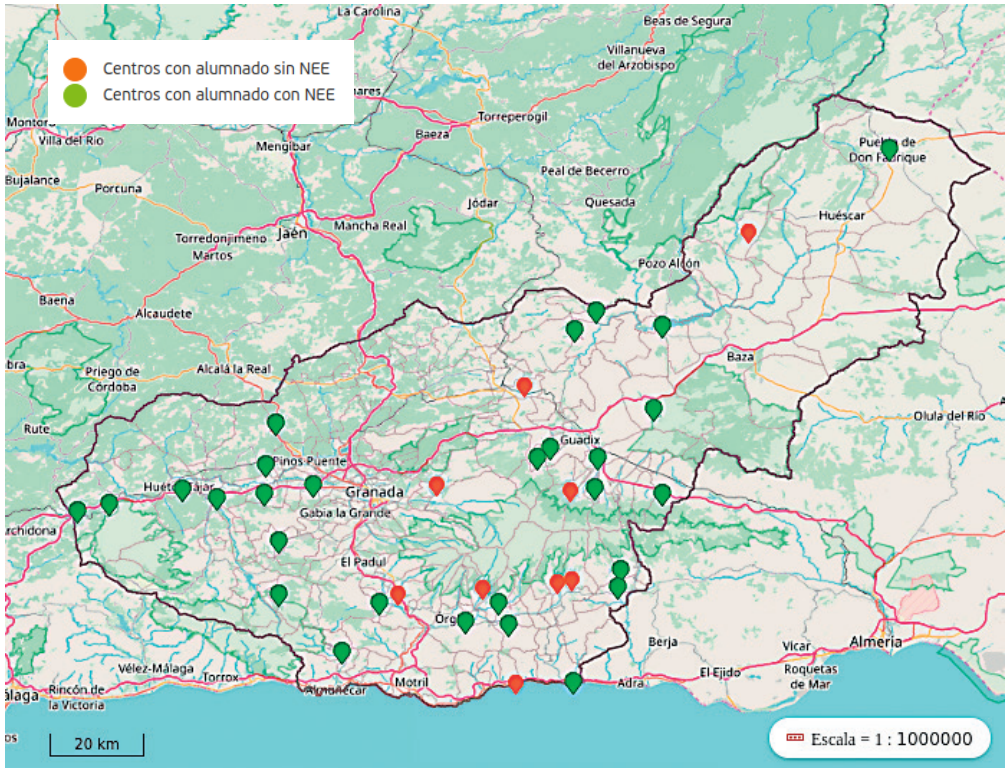 La Carolina
Beas de Segura
Villanueva
del Arzobispo
Centros con alumnado sin NEE
Centros con alumnado con NEE
Torreperogil
Baeza
Villa del Río
Mengíbar
Puebla de
Don Fadrique
Bujalance
Porcuna
Peal de Becerro
Jódar
Quesada
Huéscar
Mancha Real
Torredonjimeno
Jaén
Martos
Pozo Alcón
Baena
Alcaudete
Baza
Priego de
Córdoba
Alcalá la Real
Olula del Río
Rute
Guadix
Pinos Puente
Huétor Tájar
Granada
Gabia la Grande
archidona
El Padul
Berja
Vícar
Almería
Vélez-Málaga
Torrox
El Ejido
Roquetas
de Mar
Motril
Adra
Almuñécar
Rincón de
la Victoria
20 km
Escala = 1 : 1000000